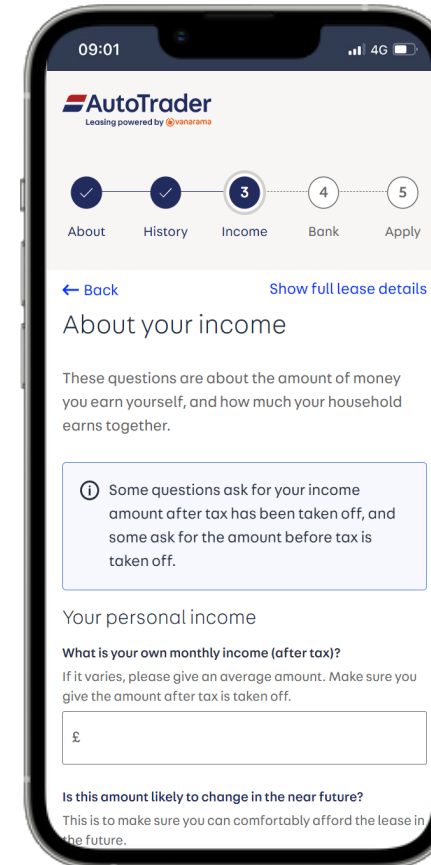 09:01
4G
AutoTrader
Leasing powered by vanarama
3
4
5
About
History
Income
Bank
Apply
← Back
Show full lease details
About your income
These questions are about the amount of money
you earn yourself, and how much your household
earns together.
Some questions ask for your income
amount after tax has been taken off, and
some ask for the amount before tax is
taken off.
Your personal income
What is your own monthly income (after tax)?
If it varies, please give an average amount. Make sure you
give the amount after tax is taken off.
£
Is this amount likely to change in the near future?
This is to make sure you can comfortably afford the lease in
the future.